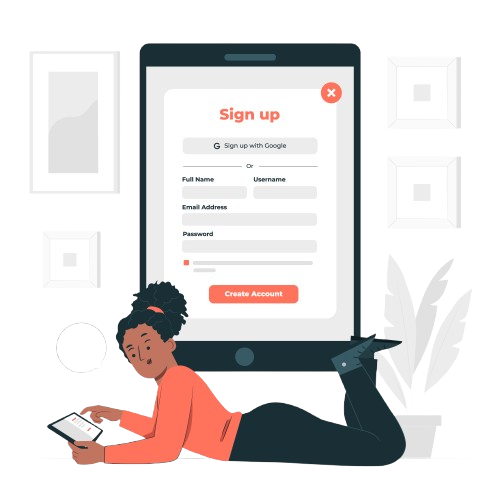 Sign up
G Sign up with Google
Or
Full Name Username
Email Address
Password
Create Account